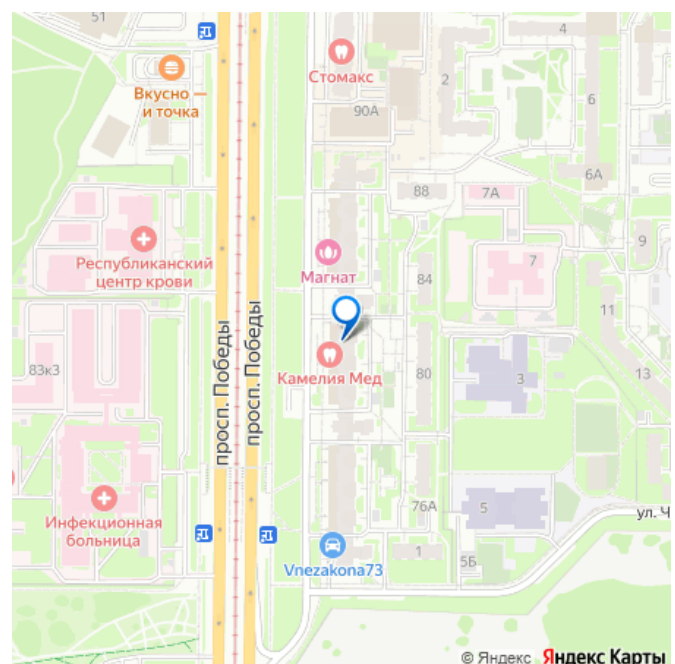 51
Вкусно —
и точка
Стомакс
90А
4
2
6
6А
88
7А
Республиканский
центр крови
Магнат
84
7
9
просп. Победы
просп. Победы
11
83к3
Камелия Мед
80
3
13
Инфекционная
больница
76А
5
ул. Ч
Vnezakona73
1
5Б
© Яндекс Яндекс Карты